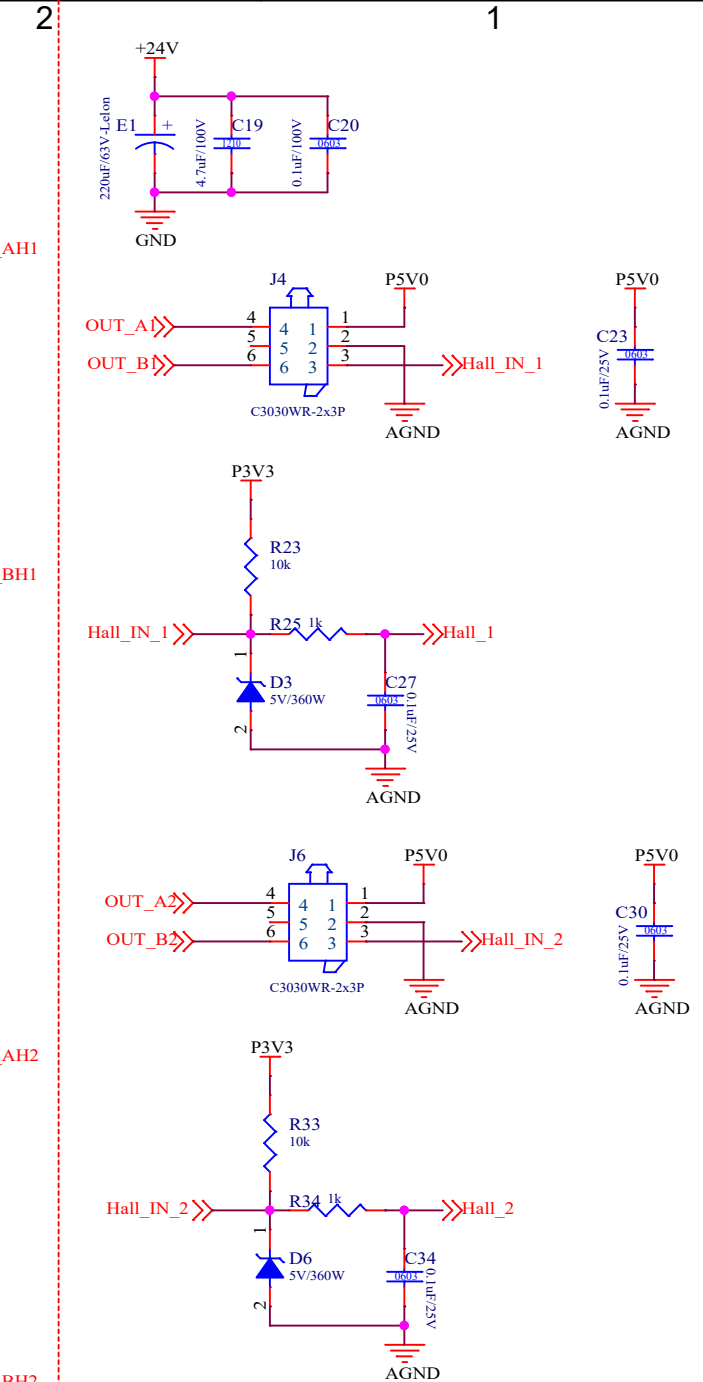 2
1
+24V
E1
+
220uF/63V-Lelon
C19
1210
4.7uF/100V
C20
0603
0.1uF/100V
GND
_AH1
J4
P5V0
P5V0
OUT_A1
4
4
1
1
5
5
2
2
OUT_B1
6
6
3
3
Hall_IN_1
C3030WR-2x3P
AGND
C23
0603
0.1uF/25V
AGND
P3V3
R23
10k
BH1
Hall_IN_1
R25
1k
Hall_1
1
D3
5V/360W
2
C27
0603
0.1uF/25V
AGND
J6
P5V0
P5V0
OUT_A2
4
4
1
1
5
5
2
2
OUT_B2
6
6
3
3
Hall_IN_2
C3030WR-2x3P
AGND
C30
0603
0.1uF/25V
AGND
_AH2
P3V3
R33
10k
Hall_IN_2
R34
1k
Hall_2
1
D6
5V/360W
2
C34
0603
0.1uF/25V
AGND
BH2